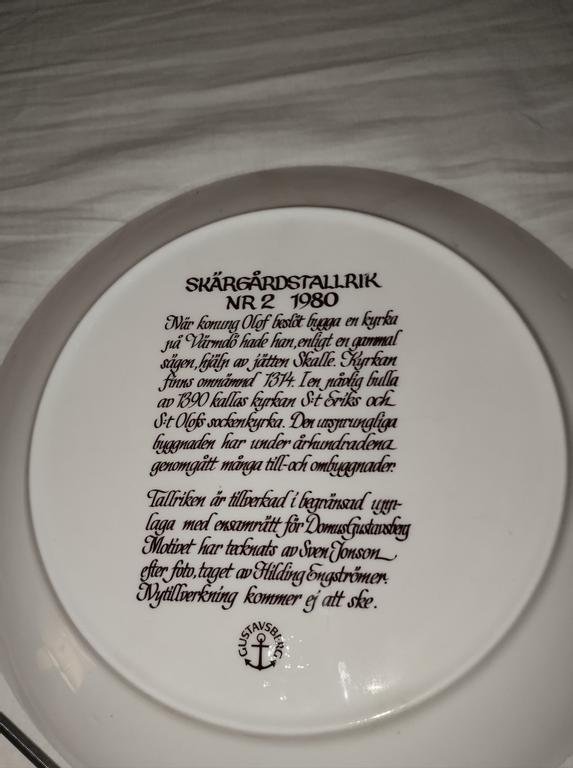 SKÄRGÅRDSTALLRIK
NR 2 1980
När konung Olof beslöt bygga en kyrka
på Värmdö hade han, enligt en gammal
sägen, hjälp av jätten Skalle. Kyrkan
finns omnämnd 1314. I en påvlig bulla
av 1390 kallas kyrkan S:t Eriks och
S:t Olofs sockenkyrka. Den ursprungliga
byggnaden har under århundradena
genomgått många till-och ombyggnader.
Tallriken är tillverkad i begränsad upp-
laga med ensamrätt för Domus Gustavsberg
Motivet har tecknats av Sven Jonson
efter foto, taget av Hilding Engströmer.
Nytillverkning kommer ej att ske.
GUSTAVSBERG